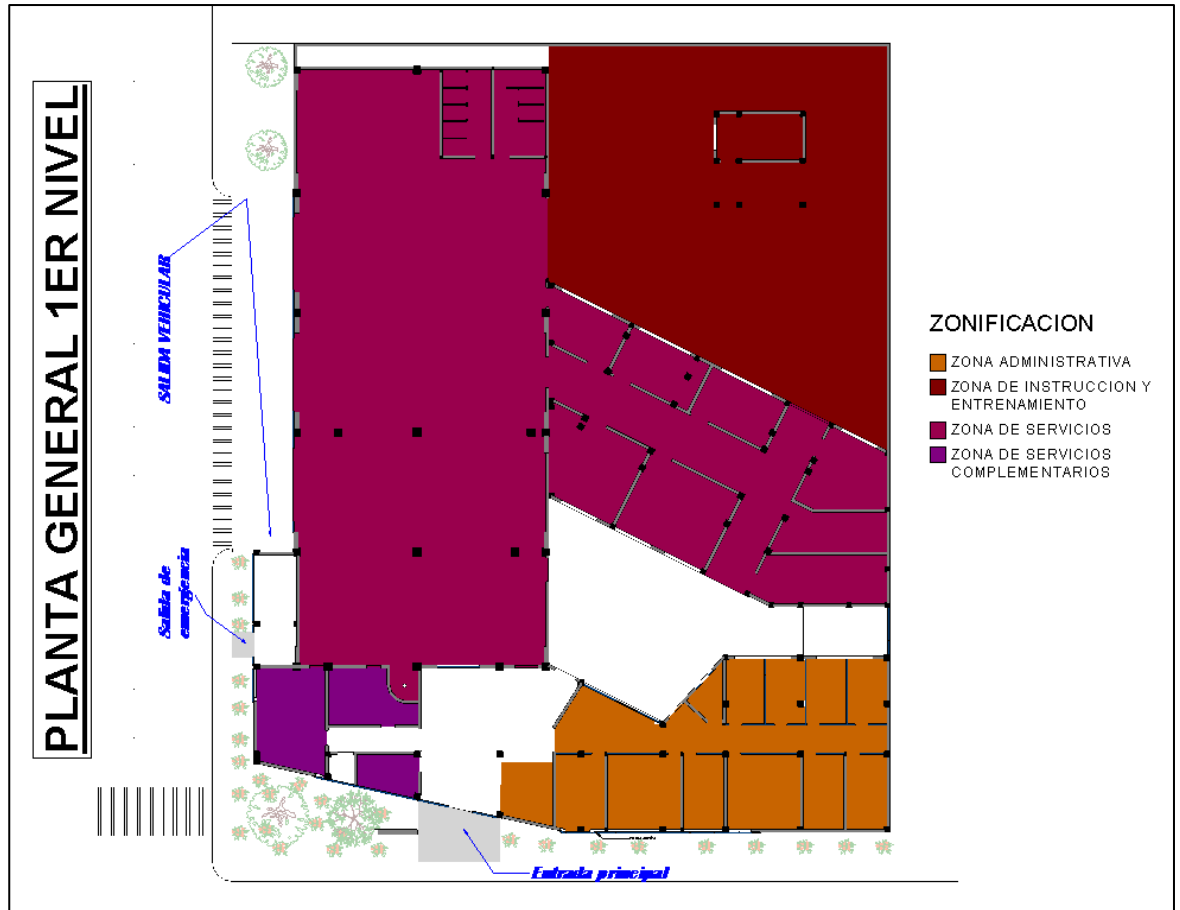 PLANTA GENERAL 1ER NIVEL
SALIDA VEHICULAR
Salida de
emergencia
Entrada principal
ZONIFICACION
ZONA ADMINISTRATIVA
ZONA DE INSTRUCCION Y
ENTRENAMIENTO
ZONA DE SERVICIOS
ZONA DE SERVICIOS
COMPLEMENTARIOS